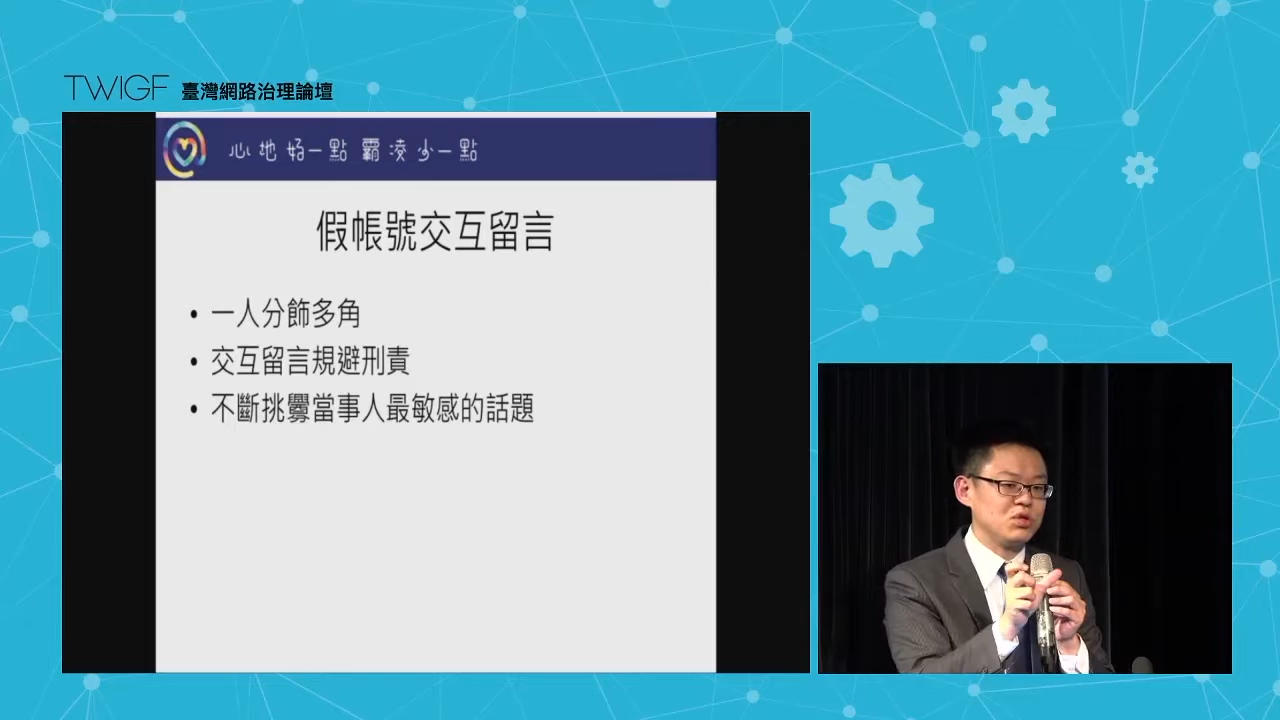 TWIGF 臺灣網路治理論壇
心地好一點 霸凌少一點
假帳號交互留言
• 一人分飾多角
• 交互留言規避刑責
• 不斷挑釁當事人最敏感的話題